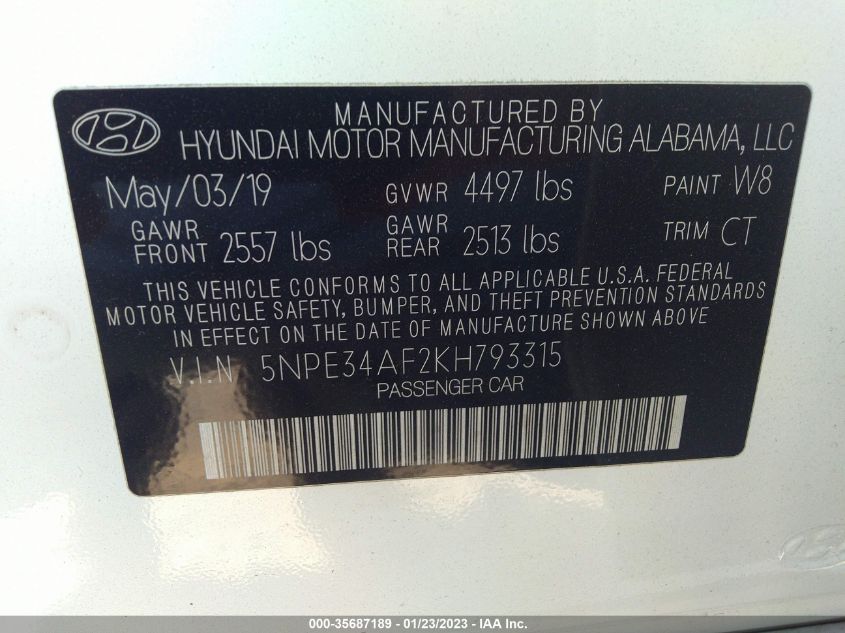 MANUFACTURED BY
HYUNDAI MOTOR MANUFACTURING ALABAMA, LLC
May/03/19 GVWR 4497 lbs PAINT W8
GAWR FRONT 2557 lbs GAWR REAR 2513 lbs TRIM CT
THIS VEHICLE CONFORMS TO ALL APPLICABLE U.S.A. FEDERAL
MOTOR VEHICLE SAFETY, BUMPER, AND THEFT PREVENTION STANDARDS
IN EFFECT ON THE DATE OF MANUFACTURE SHOWN ABOVE
V.I.N 5NPE34AF2KH793315
PASSENGER CAR
000-35687189 - 01/23/2023 - IAA Inc.